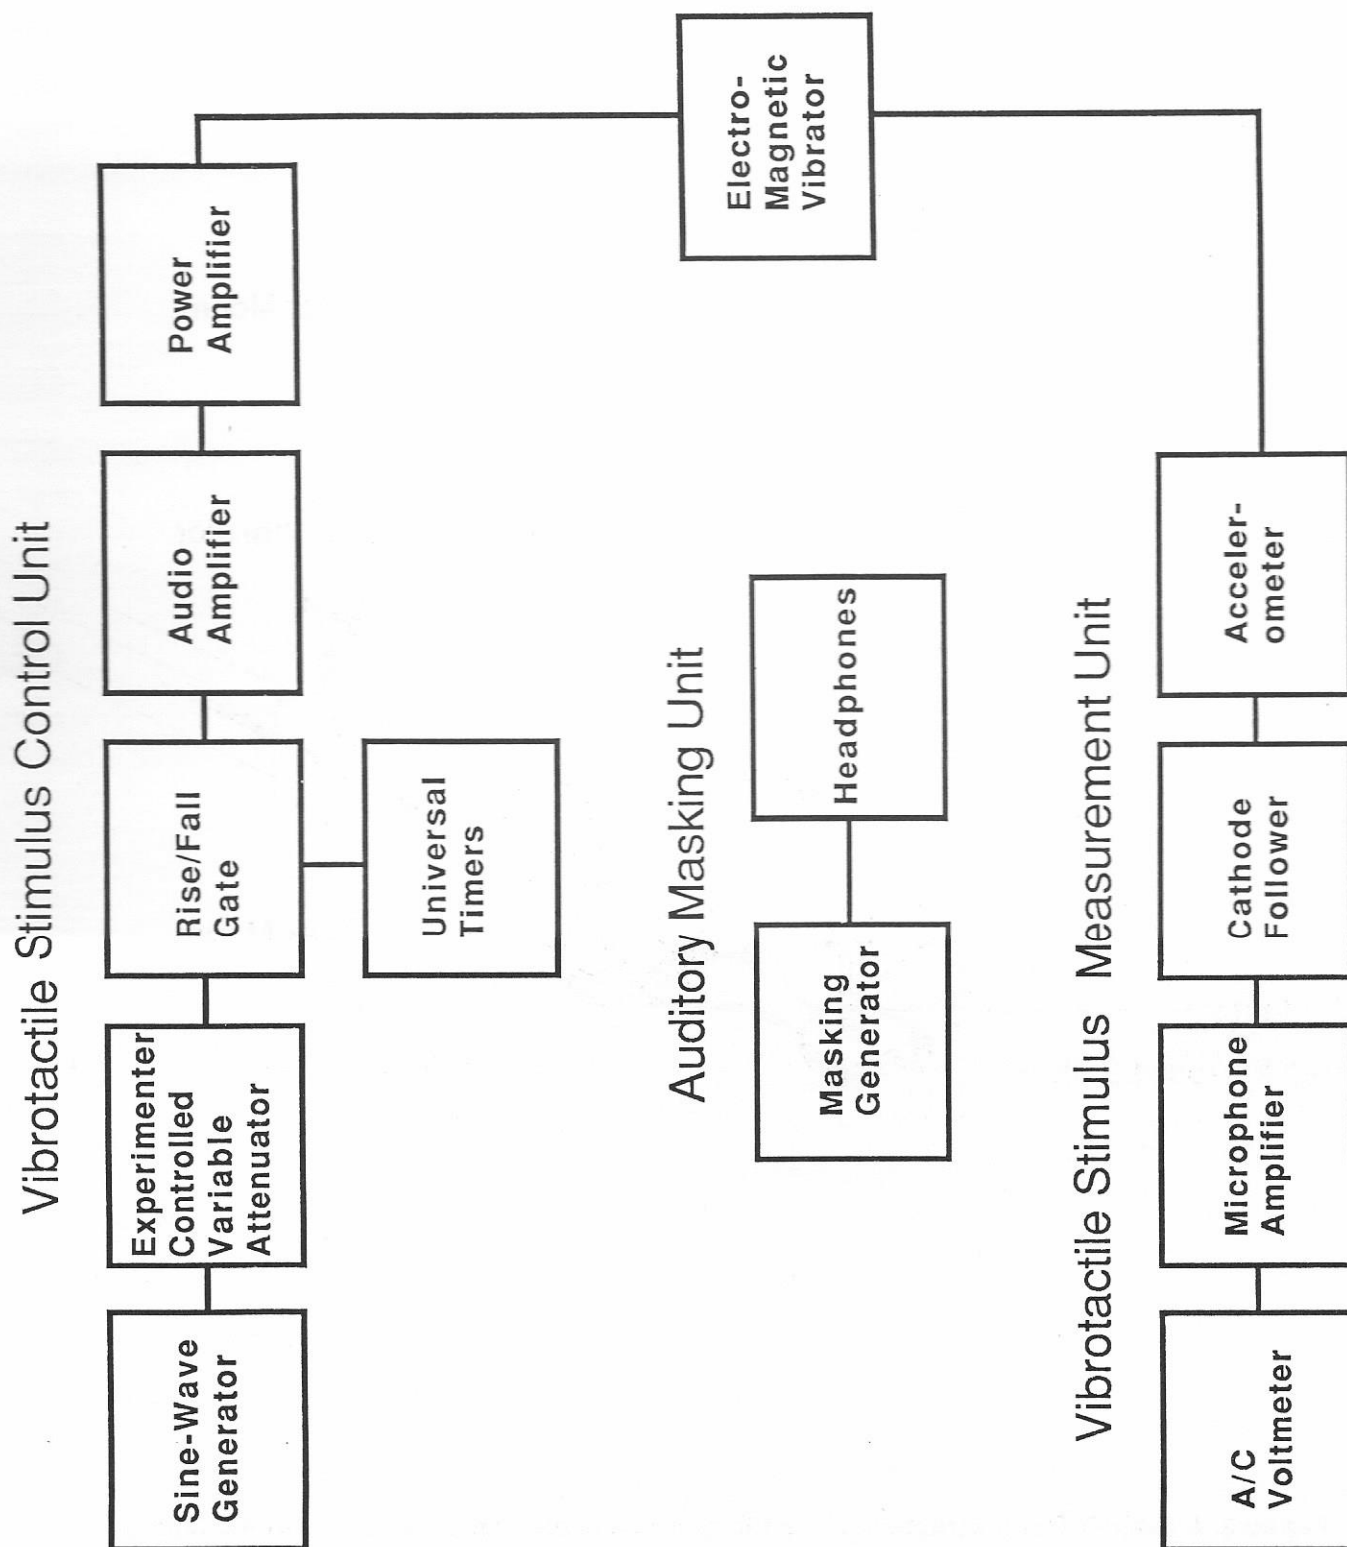 Vibrotactile Stimulus Control Unit
Sine-Wave
Generator
Experimenter
Controlled
Variable
Attenuator
Rise/Fall
Gate
Audio
Amplifier
Power
Amplifier
Universal
Timers
Electro-
Magnetic
Vibrator
Auditory Masking Unit
Masking
Generator
Headphones
Vibrotactile Stimulus Measurement Unit
A/C
Voltmeter
Microphone
Amplifier
Cathode
Follower
Acceler-
ometer